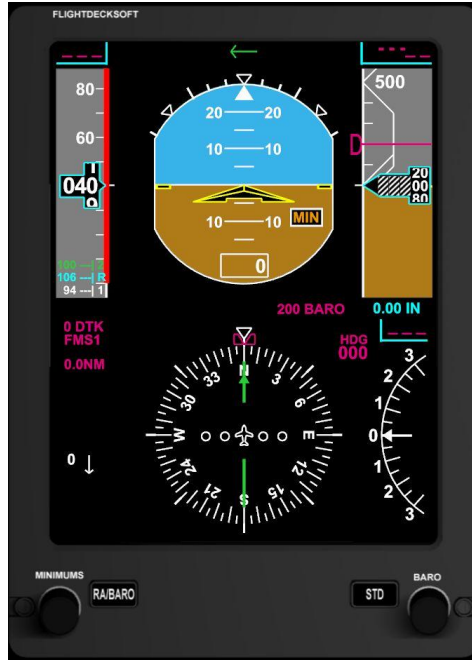 FLIGHTDECKSOFT
--- ---
80 500
20 20
60
10 10 D
040 20 00 80
10 10 MIN
0
100 ---
106 --- R
94 --- 1
200 BARO 0.00 IN
0 DTK
FMS1
HDG
000
---
0.0NM
N 3 6 E 12 15 S 21 24 W 30 33
3 2 1 0 1 2 3
0 ↓
MINIMUMS BARO
RA/BARO STD